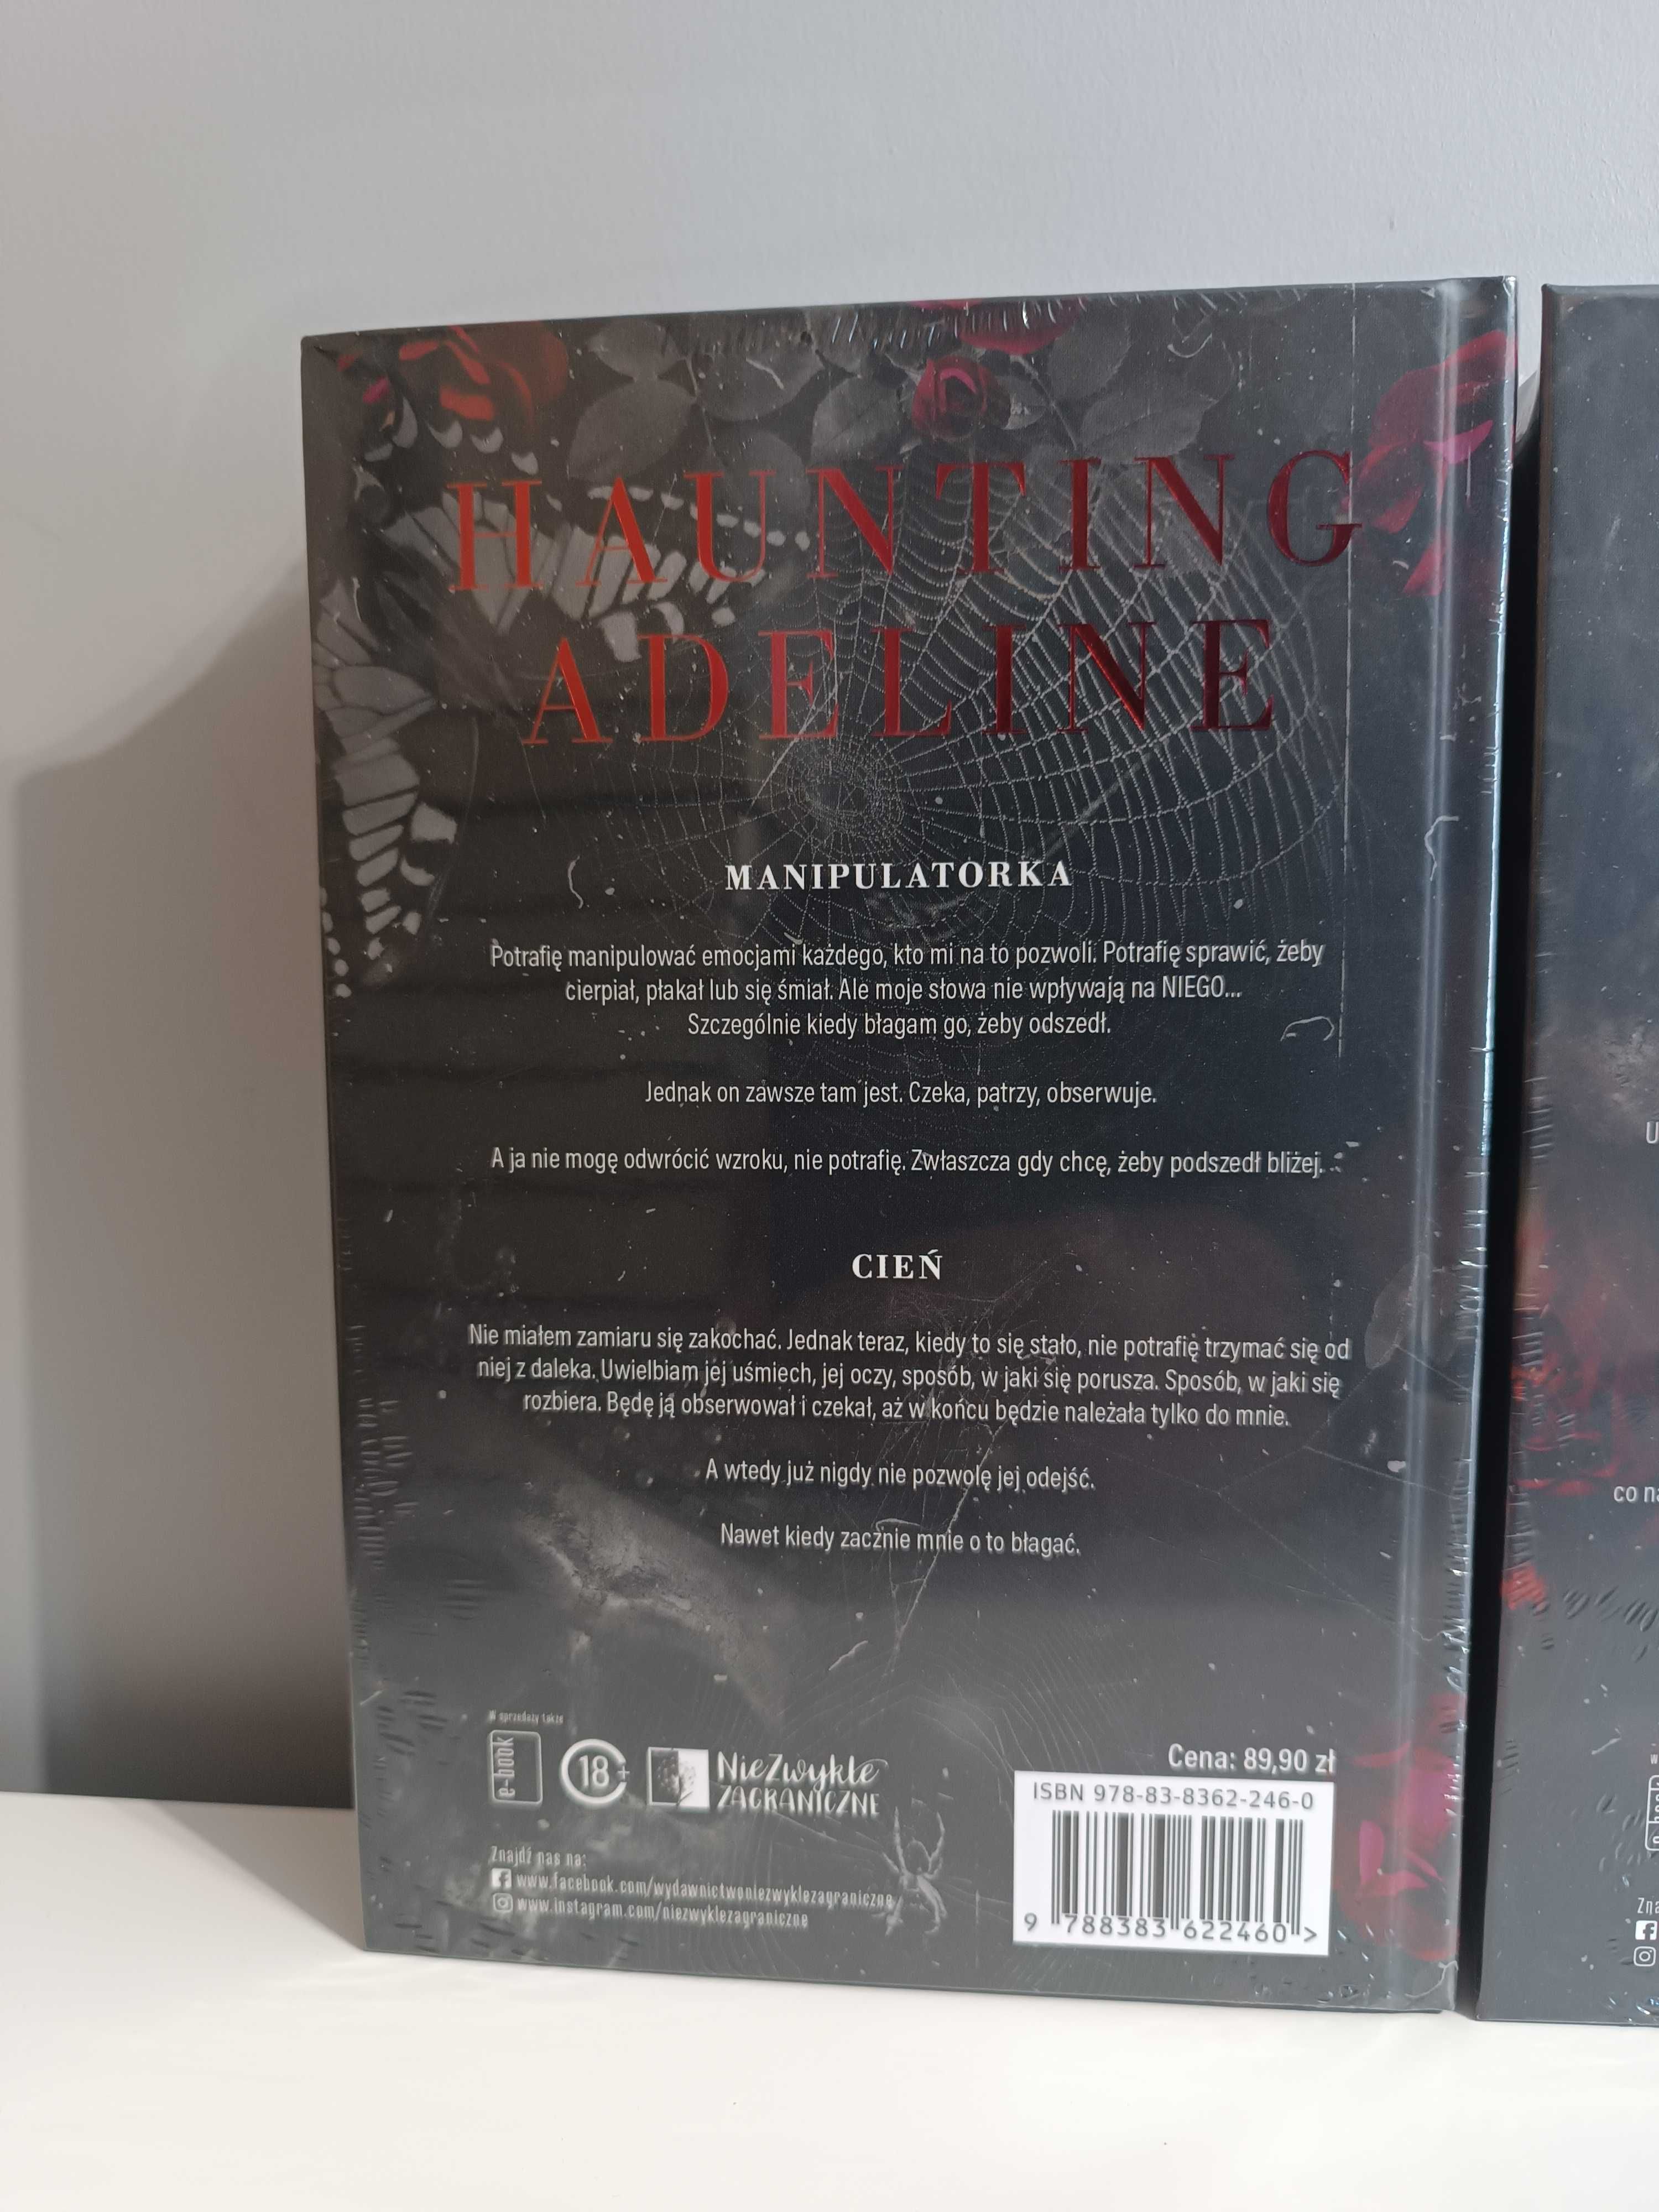 HAUNTING
ADELINE
MANIPULATORKA
Potrafię manipulować emocjami każdego, kto mi na to pozwoli. Potrafię sprawić, żeby
cierpiał, płakał lub się śmiał. Ale moje słowa nie wpływają na NIEGO...
Szczególnie kiedy błagam go, żeby odszedł.
Jednak on zawsze tam jest. Czeka, patrzy, obserwuje.
A ja nie mogę odwrócić wzroku, nie potrafię. Zwłaszcza gdy chcę, żeby podszedł bliżej.
CIEŃ
Nie miałem zamiaru się zakochać. Jednak teraz, kiedy to się stało, nie potrafię trzymać się od
niej z daleka. Uwielbiam jej uśmiech, jej oczy, sposób, w jaki się porusza. Sposób, w jaki się
rozbiera. Będę ją obserwował i czekał, aż w końcu będzie należała tylko do mnie.
A wtedy już nigdy nie pozwolę jej odejść.
Nawet kiedy zacznie mnie o to błagać.
W sprzedaży także
e-book
18+
NieZwykłe
ZAGRANICZNE
Znajdź nas na:
www.facebook.com/wydawnictwoniezwyklezagraniczne
www.instagram.com/niezwyklezagraniczne
Cena: 89,90 zł
ISBN 978-83-8362-246-0
9 788383 622460 >
co